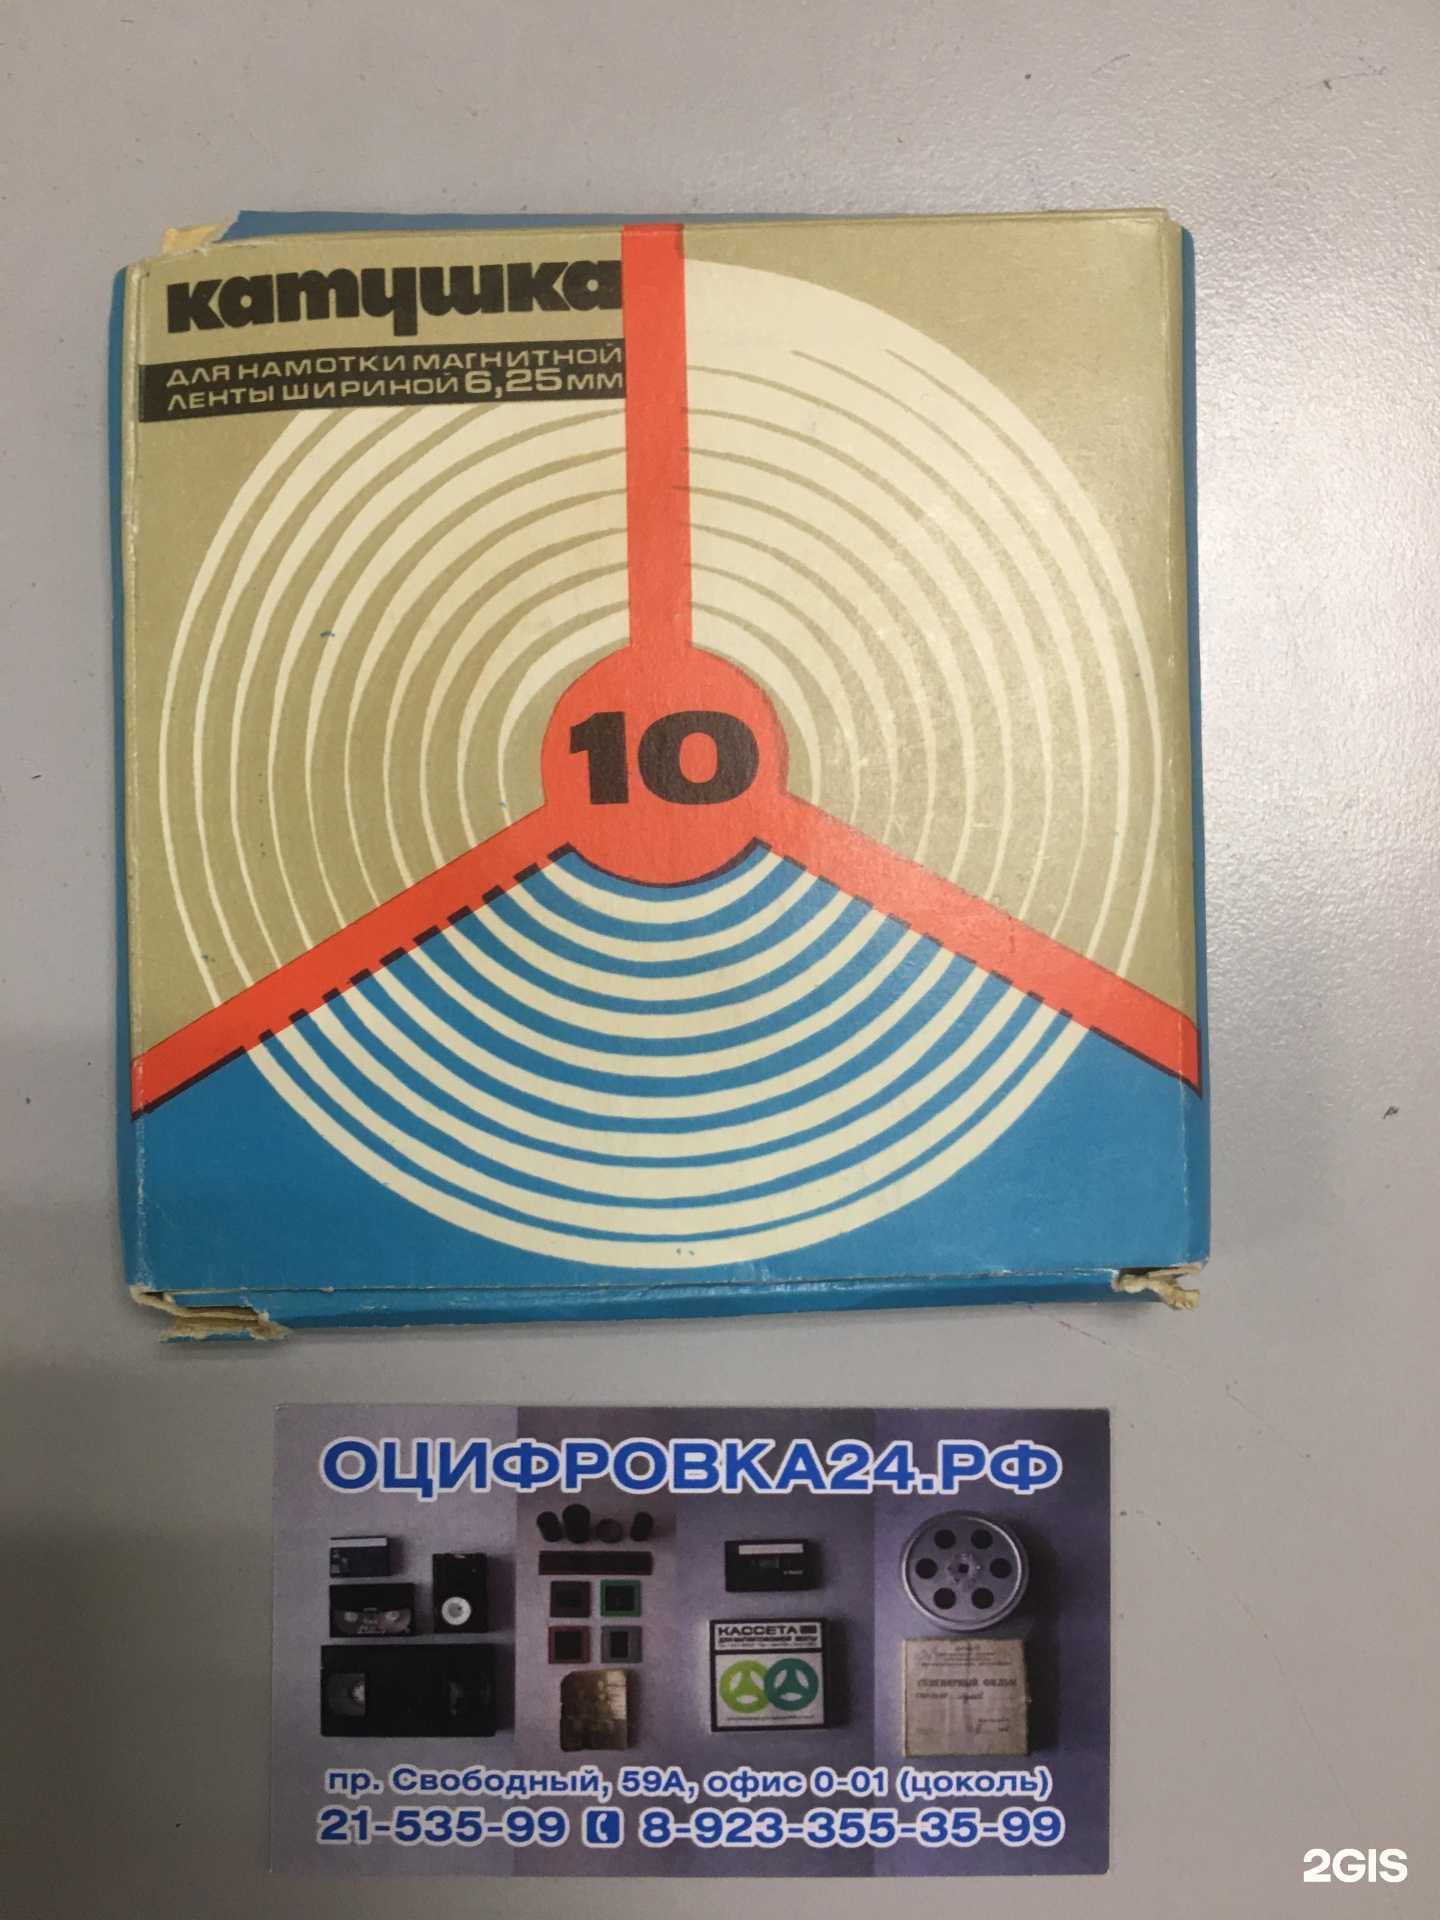 катушка
ДЛЯ НАМОТКИ МАГНИТНОЙ
ЛЕНТЫ ШИРИНОЙ 6,25 ММ
10
ОЦИФРОВКА24.РФ
КАССЕТА
пр. Свободный, 59А, офис 0-01 (цоколь)
21-535-99 8-923-355-35-99
2GIS